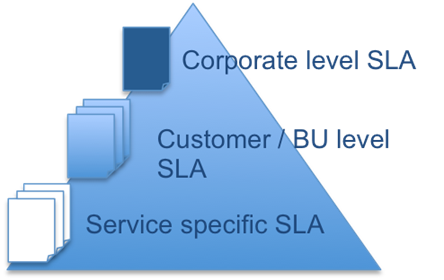 Corporate level SLA
Customer / BU level
SLA
Service specific SLA